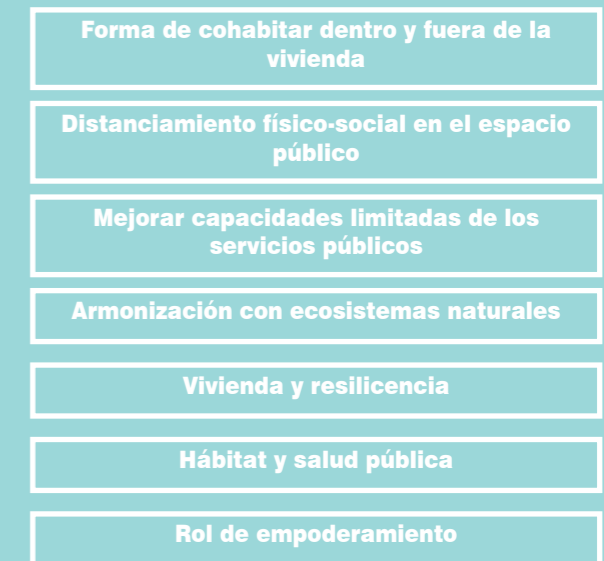 Forma de cohabitar dentro y fuera de la
vivienda
Distanciamiento físico-social en el espacio
público
Mejorar capacidades limitadas de los
servicios públicos
Armonización con ecosistemas naturales
Vivienda y resilicencia
Hábitat y salud pública
Rol de empoderamiento